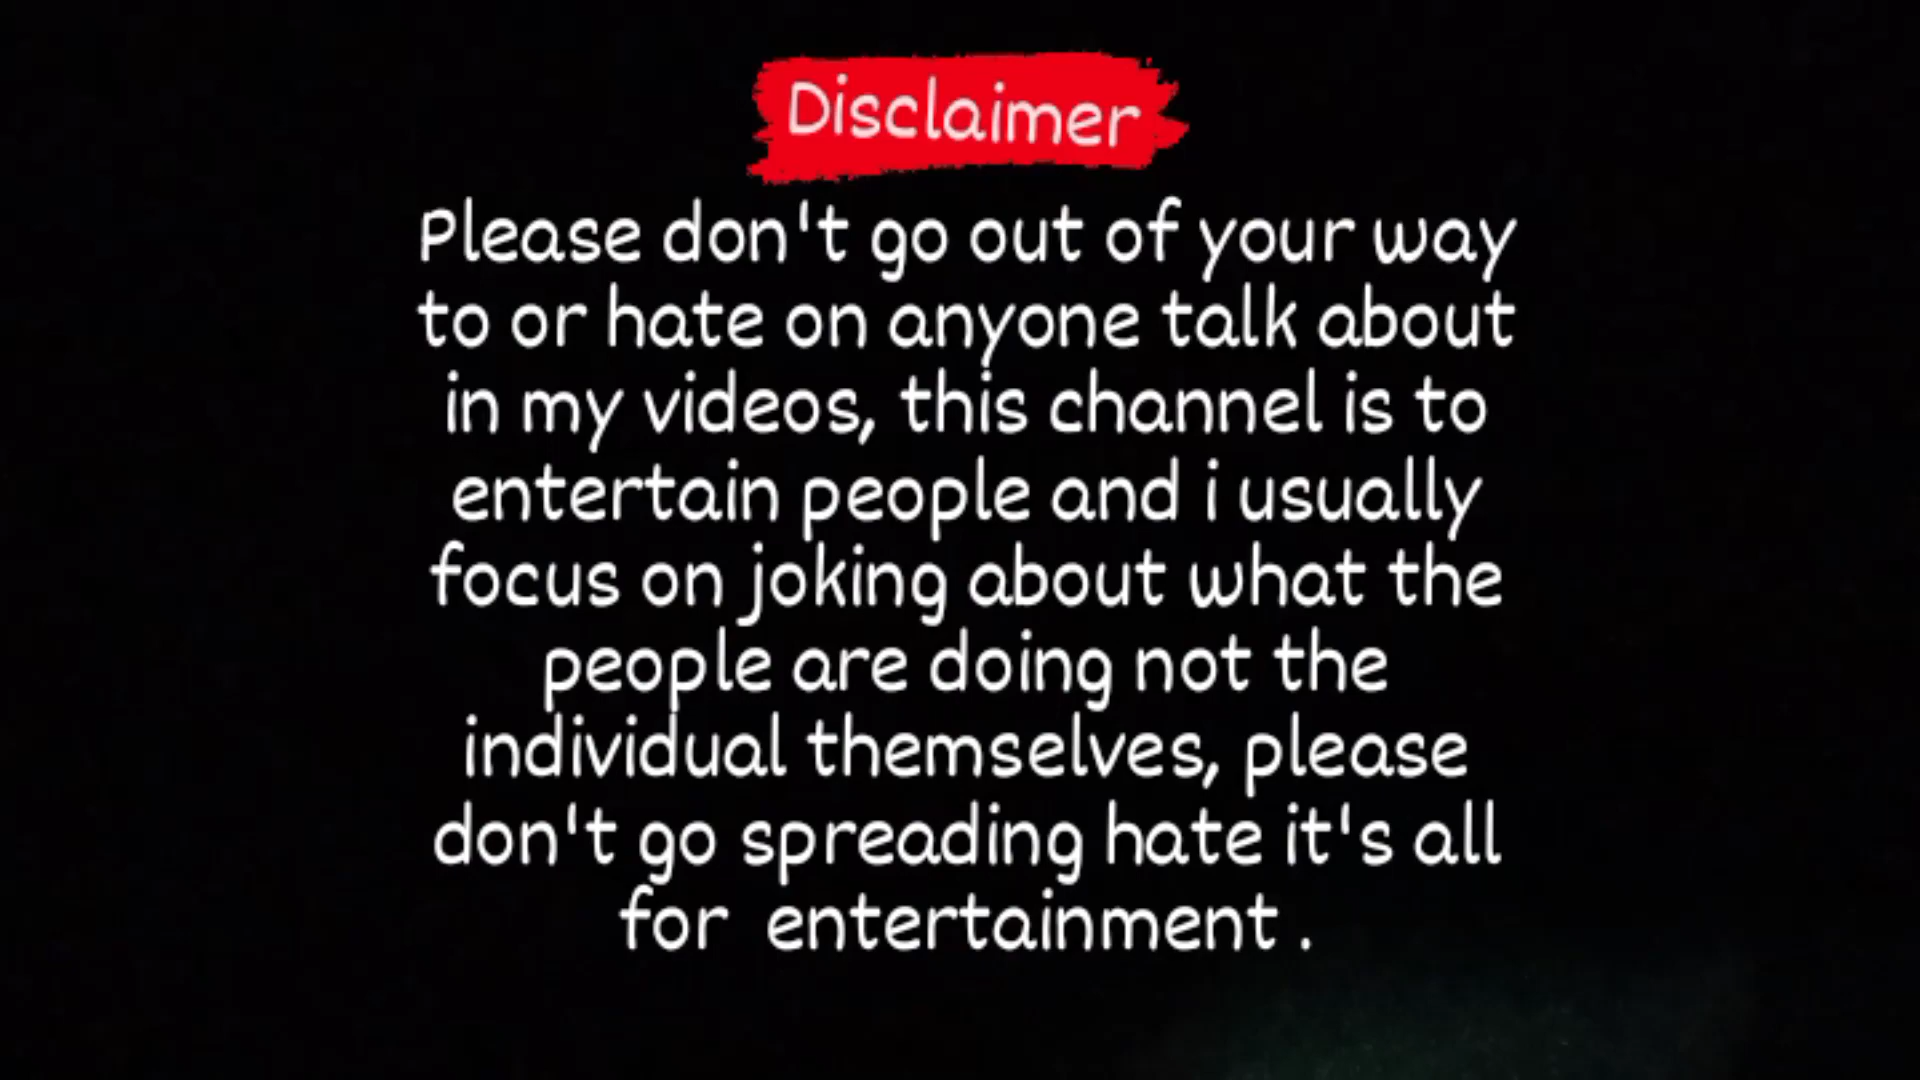 Disclaimer
Please don't go out of your way
to or hate on anyone talk about
in my videos, this channel is to
entertain people and i usually
focus on joking about what the
people are doing not the
individual themselves, please
don't go spreading hate it's all
for  entertainment .